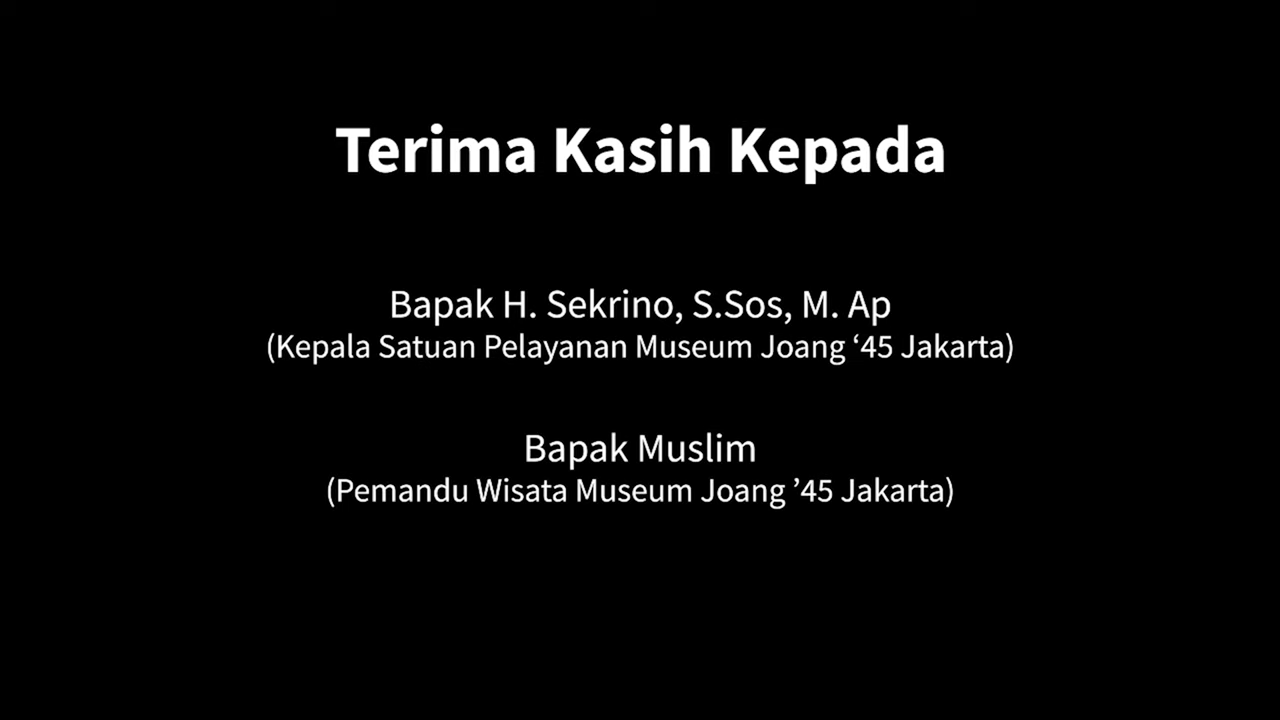 Terima Kasih Kepada
Bapak H. Sekrino, S.Sos, M. Ap
(Kepala Satuan Pelayanan Museum Joang ‘45 Jakarta)
Bapak Muslim
(Pemandu Wisata Museum Joang ’45 Jakarta)